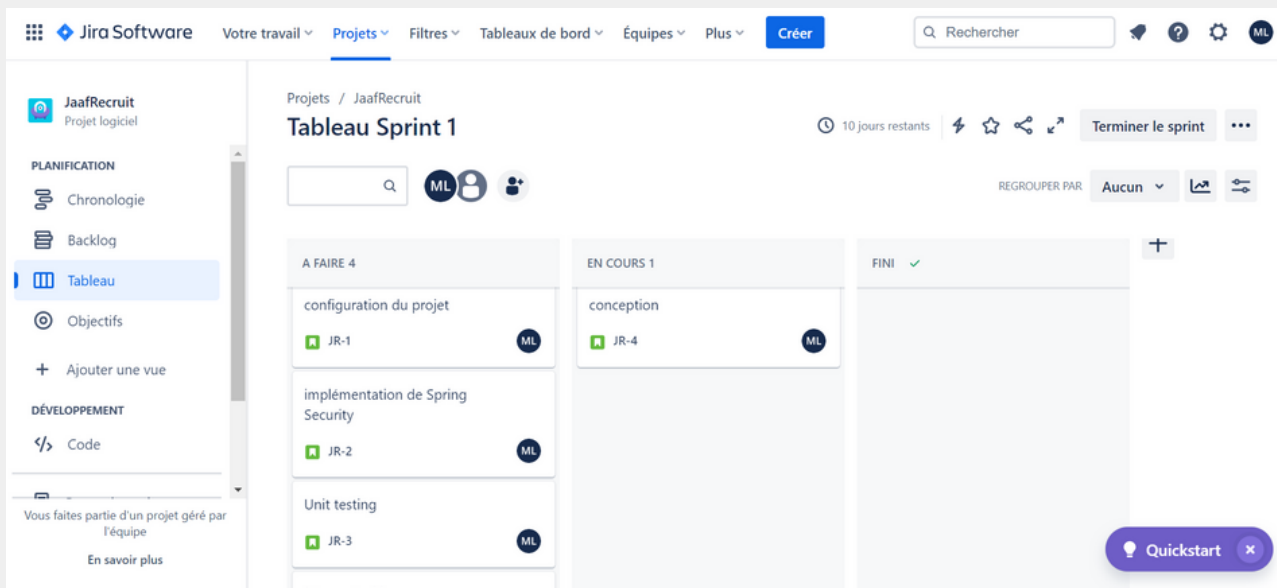 Jira Software
Votre travail Projets Filtres Tableaux de bord Équipes Plus Créer Rechercher ML
JaafRecruit
Projet logiciel
PLANIFICATION
Chronologie
Backlog
Tableau
Objectifs
Ajouter une vue
DÉVELOPPEMENT
Code
Vous faites partie d'un projet géré par
l'équipe
En savoir plus
Projets / JaafRecruit
Tableau Sprint 1
10 jours restants Terminer le sprint
ML
REGROUPER PAR Aucun
A FAIRE 4
configuration du projet
JR-1 ML
implémentation de Spring
Security
JR-2 ML
Unit testing
JR-3 ML
EN COURS 1
conception
JR-4 ML
FINI
Quickstart